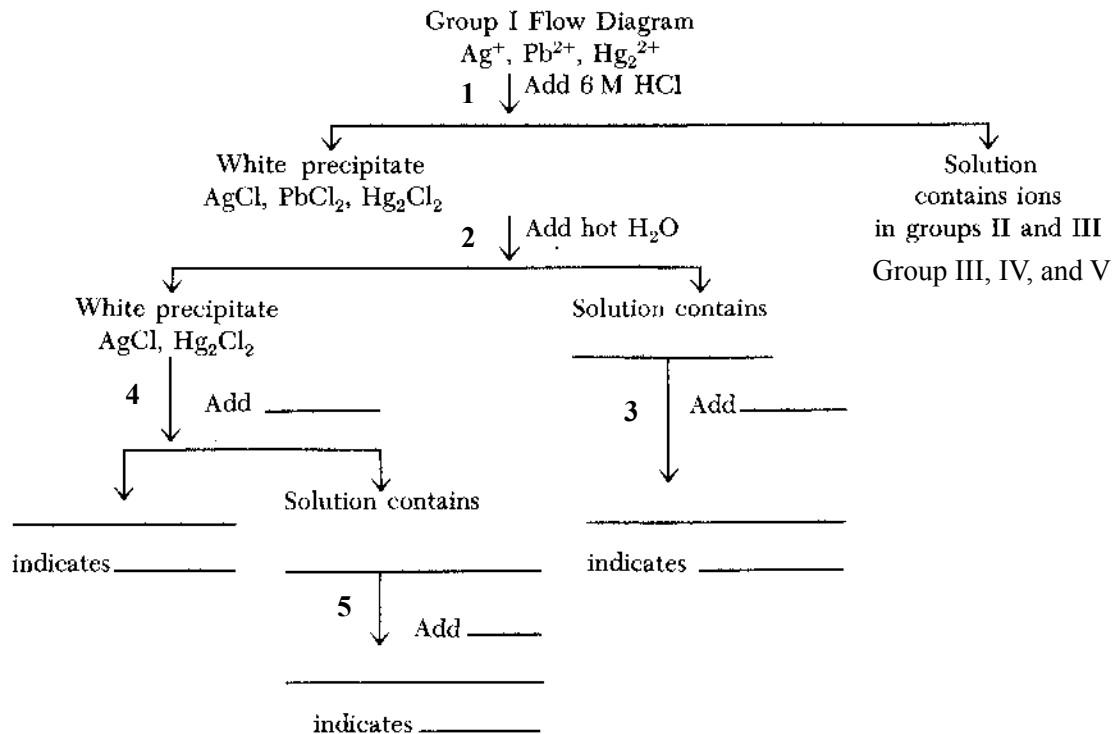 Group I Flow Diagram
Ag⁺, Pb²⁺, Hg₂²⁺
1 Add 6 M HCl
White precipitate
AgCl, PbCl₂, Hg₂Cl₂
Solution
contains ions
in groups II and III
Group III, IV, and V
2 Add hot H₂O
White precipitate
AgCl, Hg₂Cl₂
Solution contains
4 Add
3 Add
Solution contains
indicates
indicates
5 Add
indicates